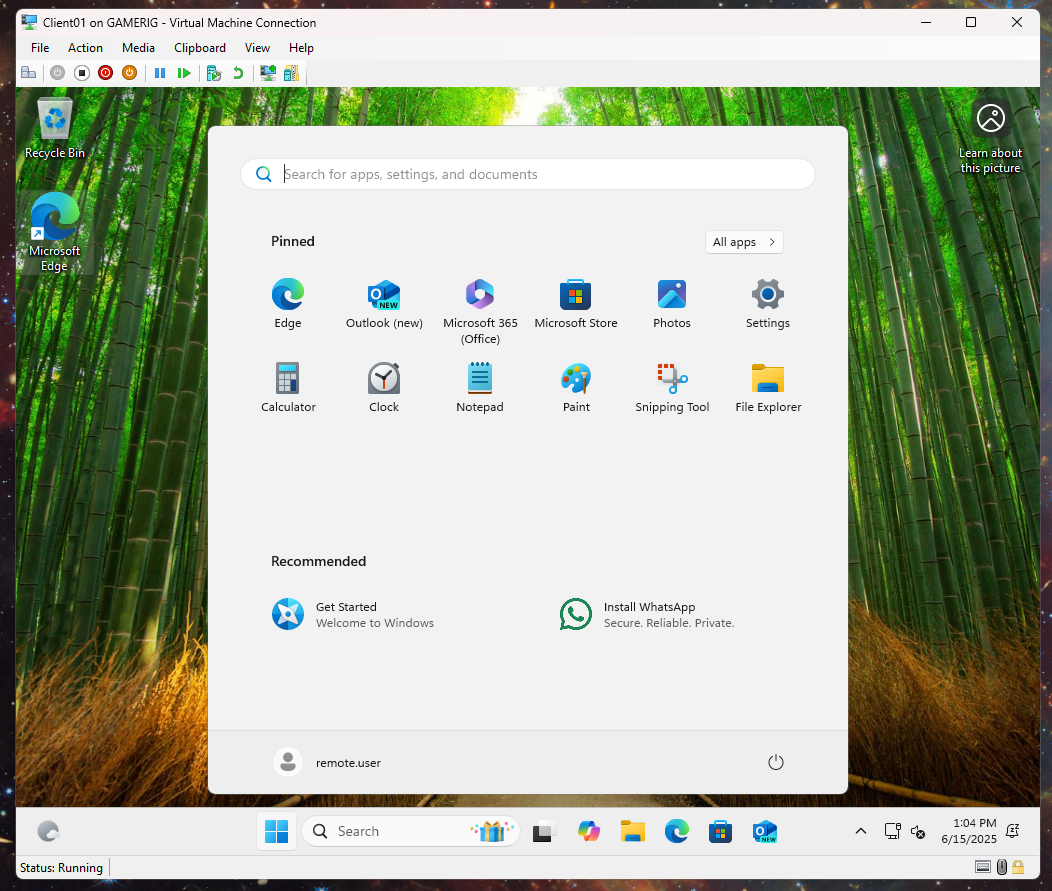 Client01 on GAMERIG - Virtual Machine Connection
File Action Media Clipboard View Help
Recycle Bin
Microsoft
Edge
Learn about
this picture
Search for apps, settings, and documents
Pinned
All apps
Edge
Outlook (new)
NEW
Microsoft 365
(Office)
Microsoft Store
Photos
Settings
Calculator
Clock
Notepad
Paint
Snipping Tool
File Explorer
Recommended
Get Started
Welcome to Windows
Install WhatsApp
Secure. Reliable. Private.
remote.user
Search
NEW
1:04 PM
6/15/2025
Status: Running